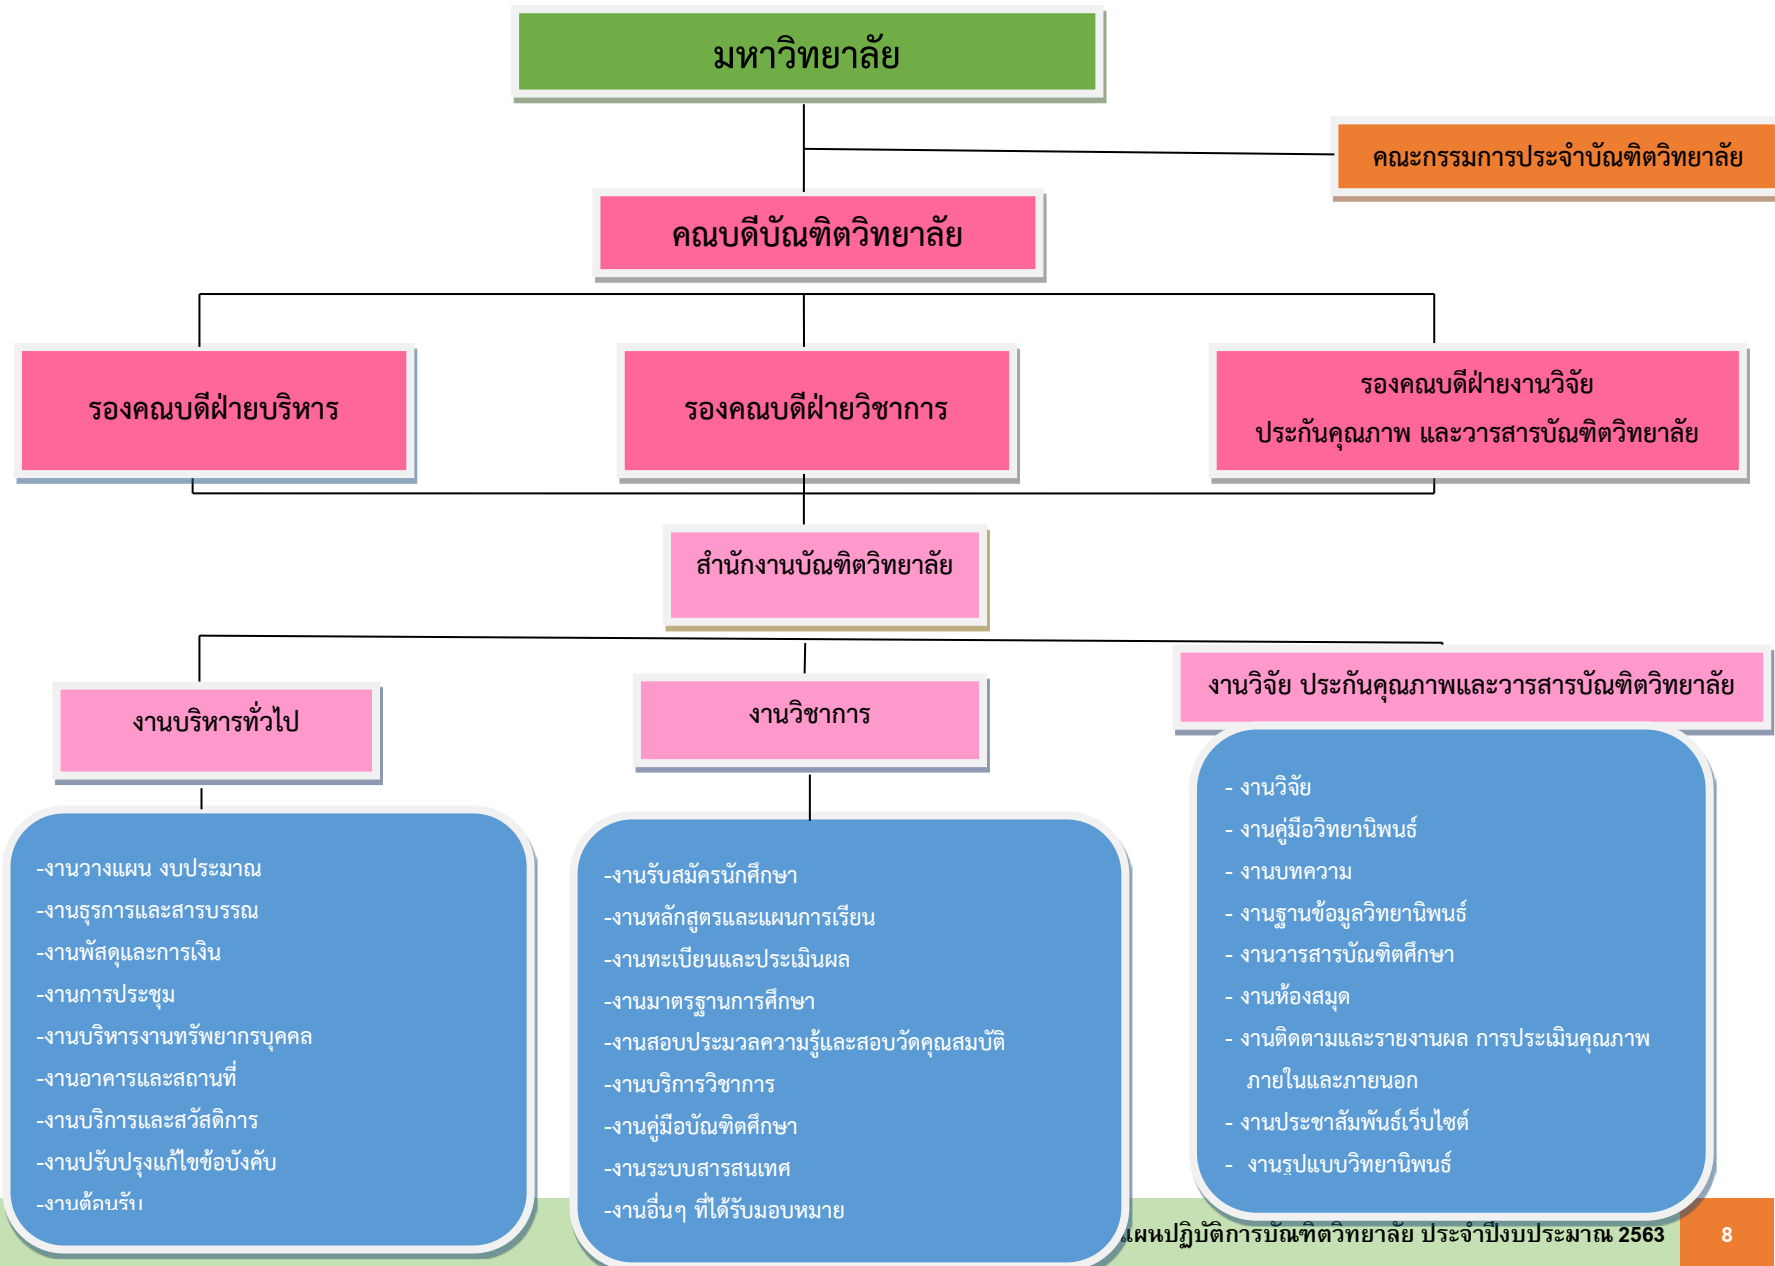 มหาวิทยาลัย
คณะกรรมการประจำบัณฑิตวิทยาลัย
คณบดีบัณฑิตวิทยาลัย
รองคณบดีฝ่ายบริหาร
รองคณบดีฝ่ายวิชาการ
รองคณบดีฝ่ายงานวิจัย
ประกันคุณภาพ และวารสารบัณฑิตวิทยาลัย
สำนักงานบัณฑิตวิทยาลัย
งานบริหารทั่วไป
งานวิชาการ
งานวิจัย ประกันคุณภาพและวารสารบัณฑิตวิทยาลัย
-งานวางแผน งบประมาณ
-งานธุรการและสารบรรณ
-งานพัสดุและการเงิน
-งานการประชุม
-งานบริหารงานทรัพยากรบุคคล
-งานอาคารและสถานที่
-งานบริการและสวัสดิการ
-งานปรับปรุงแก้ไขข้อบังคับ
-งานต้อนรับ
-งานรับสมัครนักศึกษา
-งานหลักสูตรและแผนการเรียน
-งานทะเบียนและประเมินผล
-งานมาตรฐานการศึกษา
-งานสอบประมวลความรู้และสอบวัดคุณสมบัติ
-งานบริการวิชาการ
-งานคู่มือบัณฑิตศึกษา
-งานระบบสารสนเทศ
-งานอื่นๆ ที่ได้รับมอบหมาย
- งานวิจัย
- งานคู่มือวิทยานิพนธ์
- งานบทความ
- งานฐานข้อมูลวิทยานิพนธ์
- งานวารสารบัณฑิตศึกษา
- งานห้องสมุด
- งานติดตามและรายงานผล การประเมินคุณภาพ
ภายในและภายนอก
- งานประชาสัมพันธ์เว็บไซต์
- งานรูปแบบวิทยานิพนธ์
แผนปฏิบัติการบัณฑิตวิทยาลัย ประจำปีงบประมาณ 2563
8